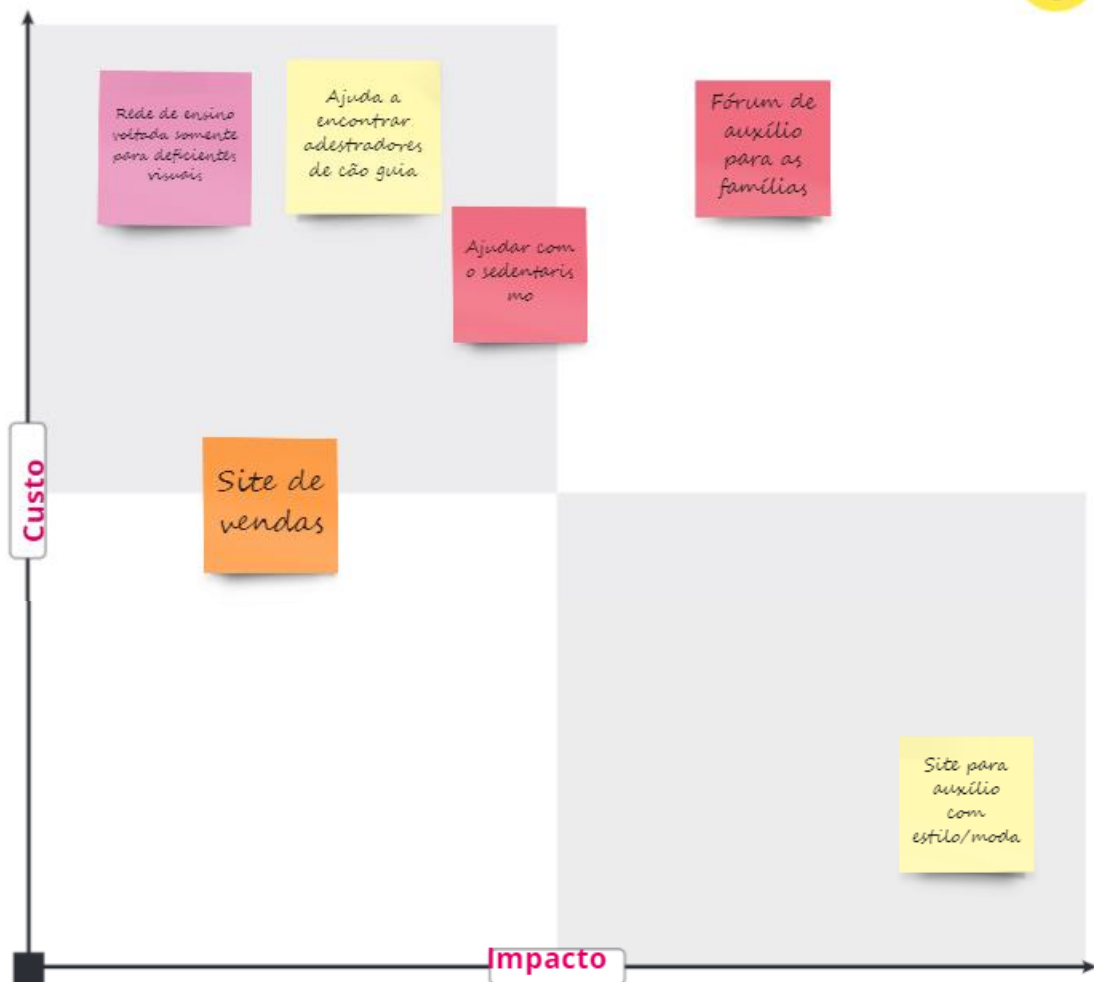 Rede de ensino
voltada somente
para deficientes
visuais
Ajuda a
encontrar
adestradores
de cão guia
Fórum de
auxílio
para as
famílias
Ajudar com
o sedentaris
mo
Custo
Site de
vendas
Site para
auxílio
com
estilo/moda
Impacto